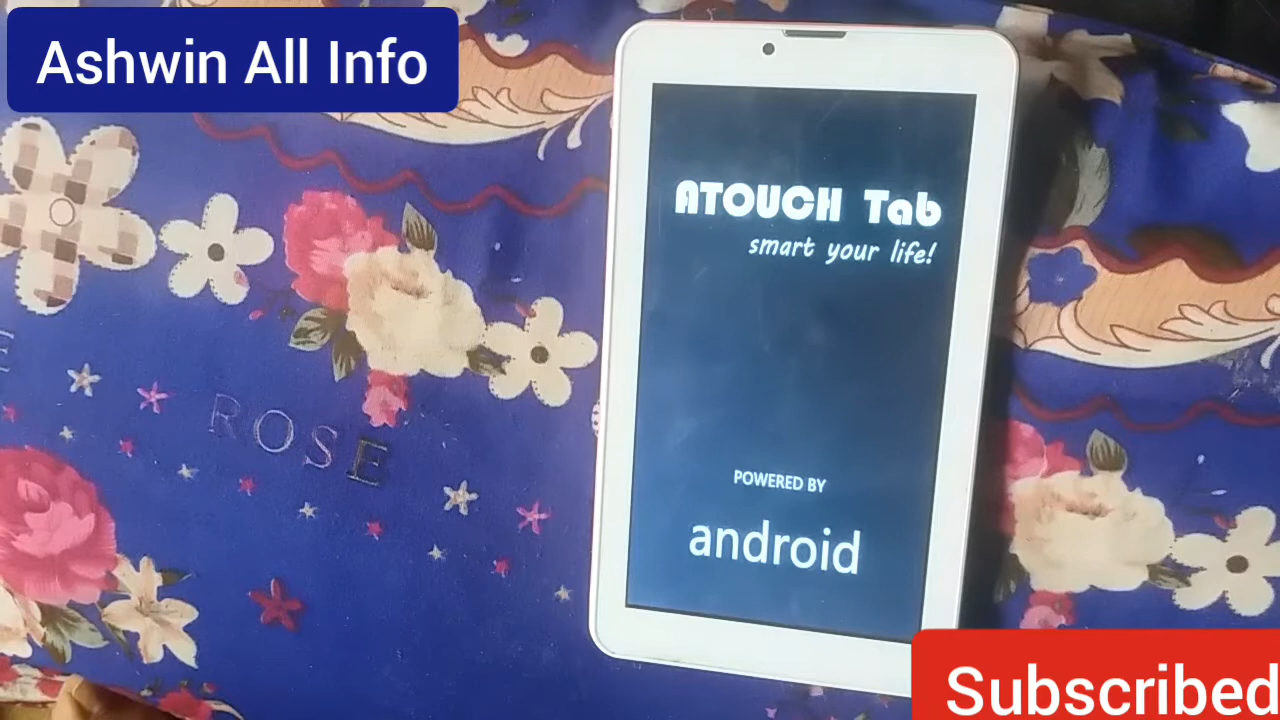 Ashwin All Info
ATOUCH Tab
smart your life!
POWERED BY
android
ROSE
Subscribed